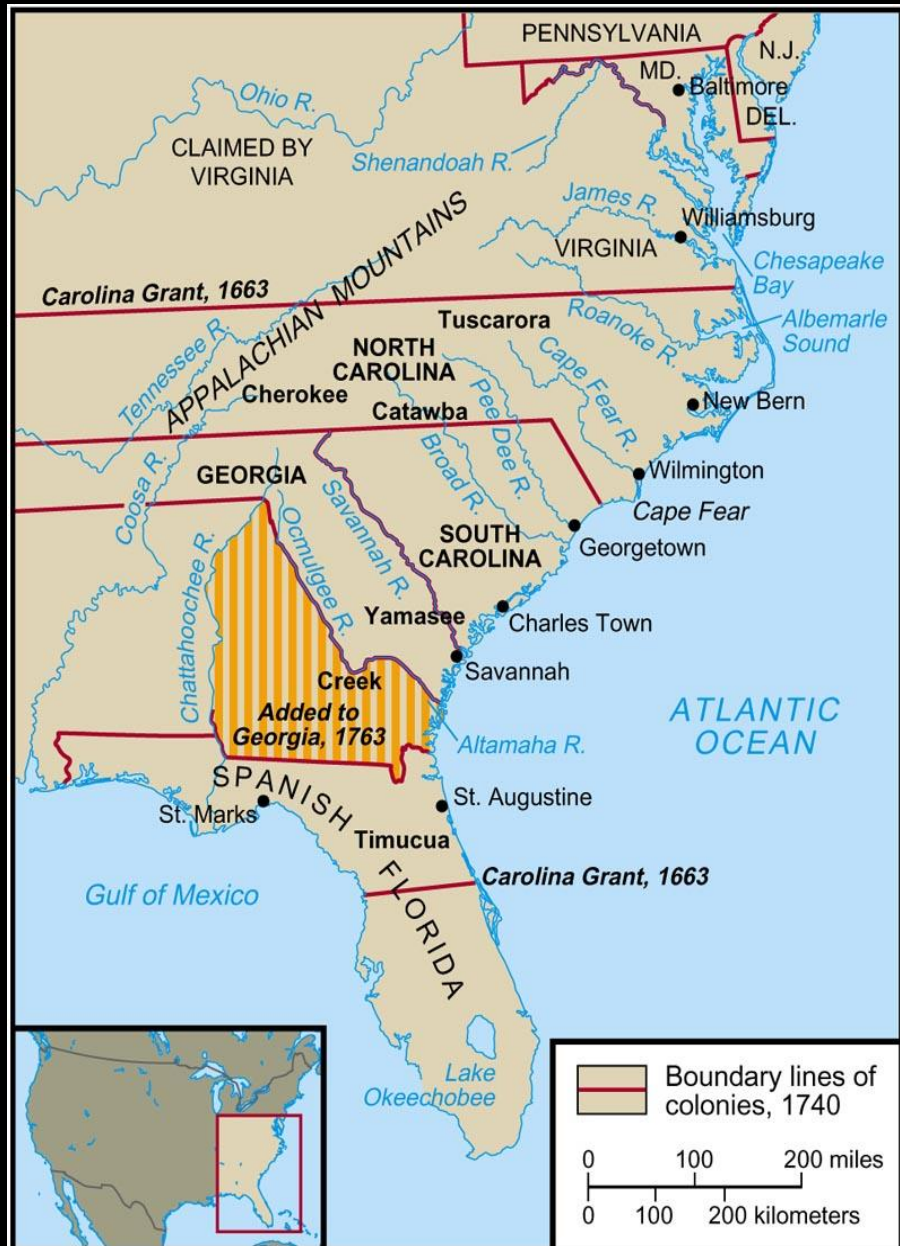 PENNSYLVANIA
N.J.
MD.
Baltimore
DEL.
Ohio R.
CLAIMED BY
VIRGINIA
Shenandoah R.
James R.
Williamsburg
VIRGINIA
Chesapeake
Bay
APPALACHIAN MOUNTAINS
Carolina Grant, 1663
Roanoke R.
Albemarle
Sound
Tuscarora
Tennessee R.
NORTH
CAROLINA
Cape Fear R.
Cherokee
Pee Dee R.
New Bern
Catawba
Broad R.
Coosa R.
GEORGIA
Savannah R.
Wilmington
Cape Fear
Chattahoochee R.
Ocmulgee R.
SOUTH
CAROLINA
Georgetown
Yamasee
Charles Town
Savannah
Creek
Added to
Georgia, 1763
Altamaha R.
ATLANTIC
OCEAN
SPANISH FLORIDA
St. Marks
St. Augustine
Timucua
Carolina Grant, 1663
Gulf of Mexico
Lake
Okeechobee
Boundary lines of
colonies, 1740
0 100 200 miles
0 100 200 kilometers